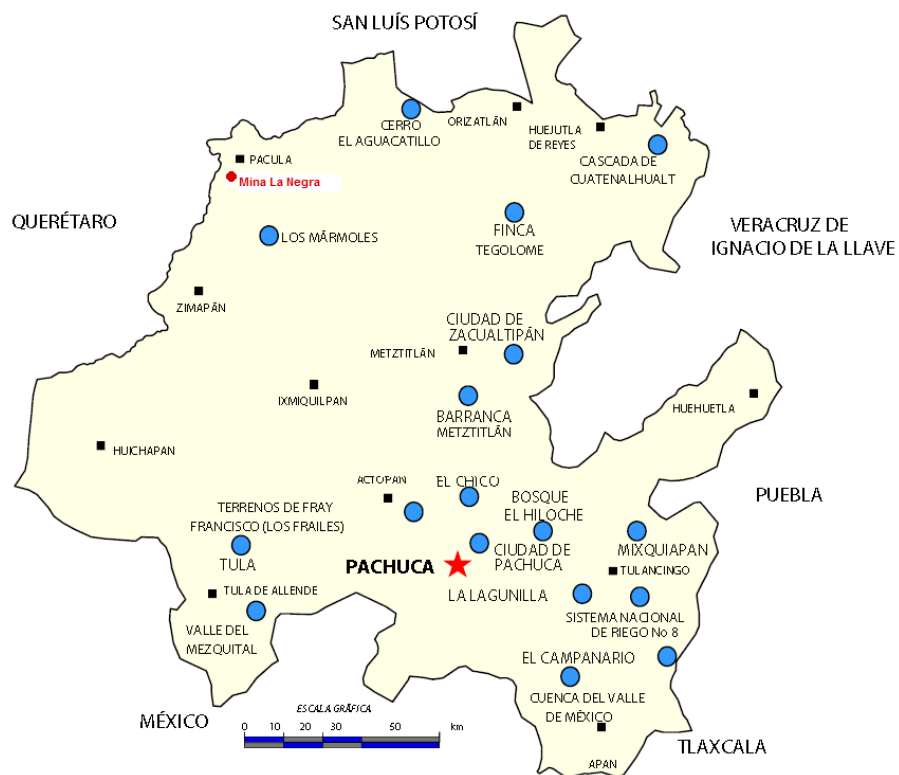 SAN LUÍS POTOSÍ
CERRO
EL AGUACATILLO
ORIZATLÁN
HUEJUTLA
DE REYES
CASCADA DE
CUATENALHUALT
PACULA
Mina La Negra
QUERÉTARO
LOS MÁRMOLES
FINCA
TEGOLOME
VERACRUZ DE
IGNACIO DE LA LLAVE
ZIMAPÁN
CIUDAD DE
ZACUALTIPÁN
METZTITLÁN
IXMIQUILPAN
BARRANCA
METZTITLÁN
HUEHUETLA
HUICHAPAN
ACTOPAN
EL CHICO
BOSQUE
EL HILOCHE
PUEBLA
TERRENOS DE FRAY
FRANCISCO (LOS FRAILES)
TULA
PACHUCA
CIUDAD DE
PACHUCA
MIXQUIAPAN
TULANCINGO
TULA DE ALLENDE
LA LAGUNILLA
SISTEMA NACIONAL
DE RIEGO No 8
VALLE DEL
MEZQUITAL
EL CAMPANARIO
CUENCA DEL VALLE
DE MÉXICO
MÉXICO
ESCALA GRÁFICA
0 10 20 30 50 km
TLAXCALA
APAN